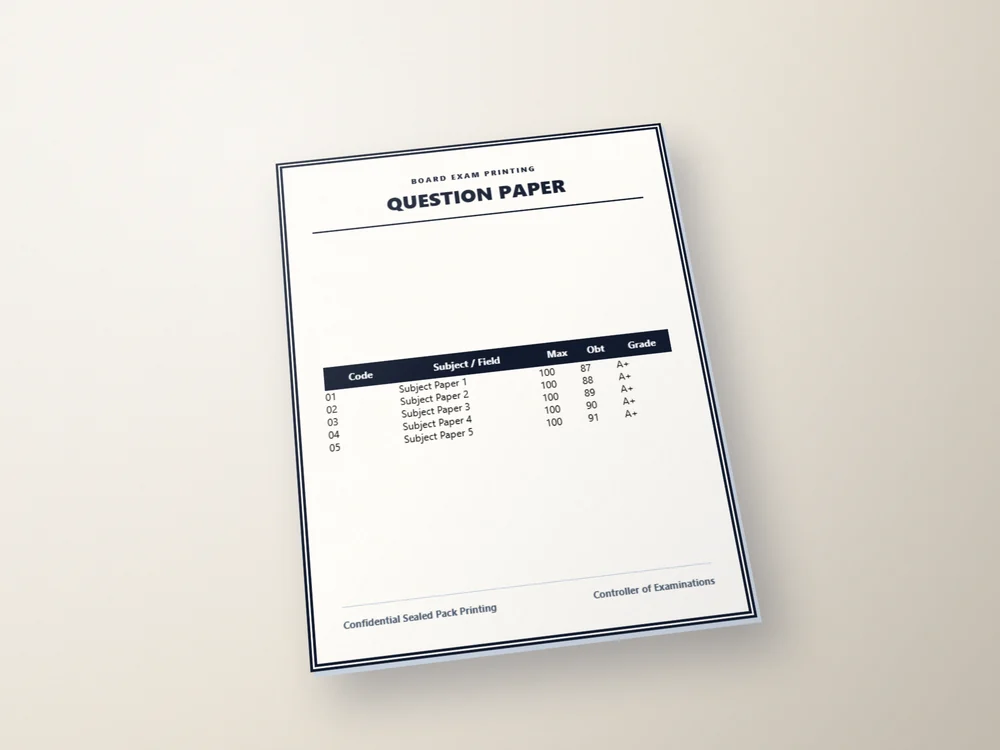 BOARD EXAM PRINTING
QUESTION PAPER
Code Subject / Field Max Obt Grade
01 Subject Paper 1 100 87 A+
02 Subject Paper 2 100 88 A+
03 Subject Paper 3 100 89 A+
04 Subject Paper 4 100 90 A+
05 Subject Paper 5 100 91 A+
Confidential Sealed Pack Printing Controller of Examinations